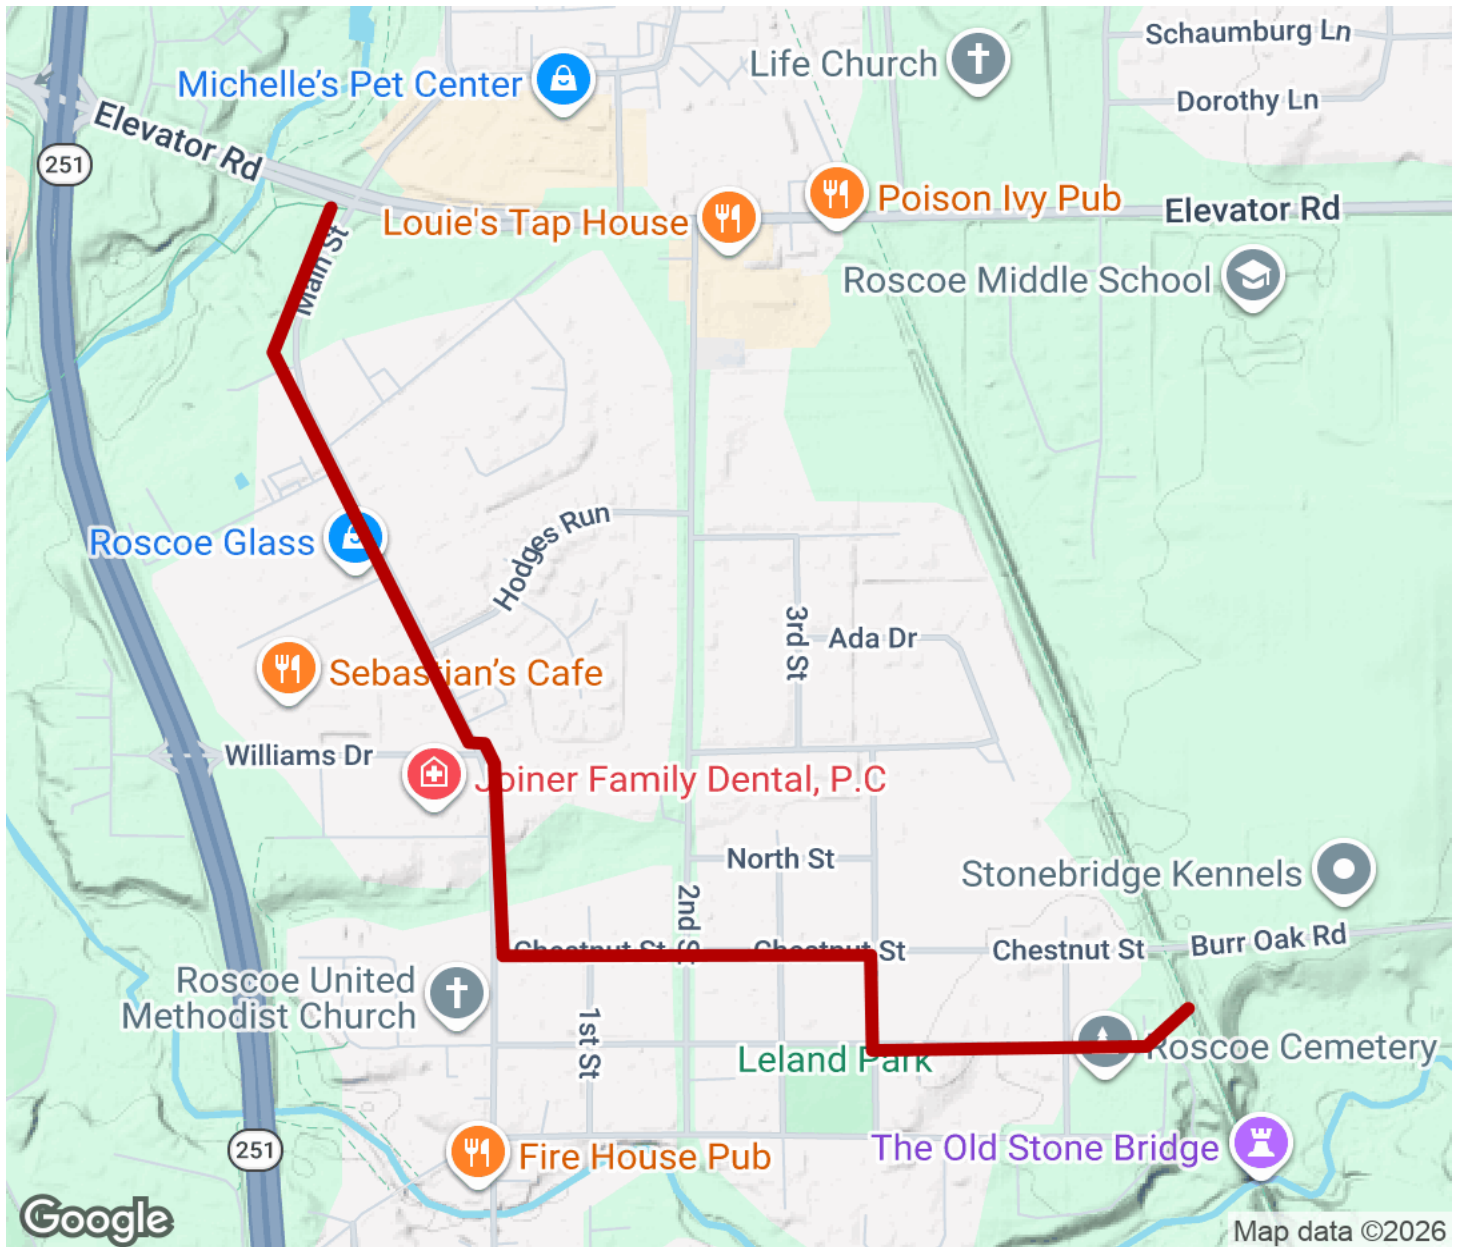 Schaumburg Ln
Life Church
Michelle's Pet Center
Dorothy Ln
Elevator Rd
251
Poison Ivy Pub
Elevator Rd
Louie's Tap House
Main St
Roscoe Middle School
Hodges Run
Roscoe Glass
3rd St
Ada Dr
Sebastian's Cafe
Williams Dr
Joiner Family Dental, P.C
North St
Stonebridge Kennels
2nd St
Chestnut St
Chestnut St
Chestnut St
Burr Oak Rd
Roscoe United
Methodist Church
1st St
Leland Park
Roscoe Cemetery
251
Fire House Pub
The Old Stone Bridge
Google
Map data ©2026